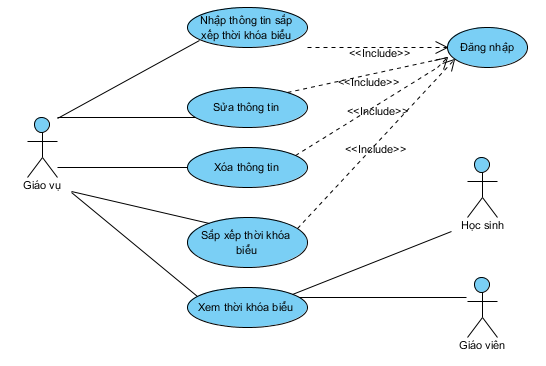 Nhập thông tin sắp
xếp thời khóa biểu
<<Include>>
Đăng nhập
<<Include>>
Sửa thông tin
<<Include>>
<<Include>>
Xóa thông tin
Giáo vụ
Sắp xếp thời khóa
biểu
Học sinh
Xem thời khóa biểu
Giáo viên